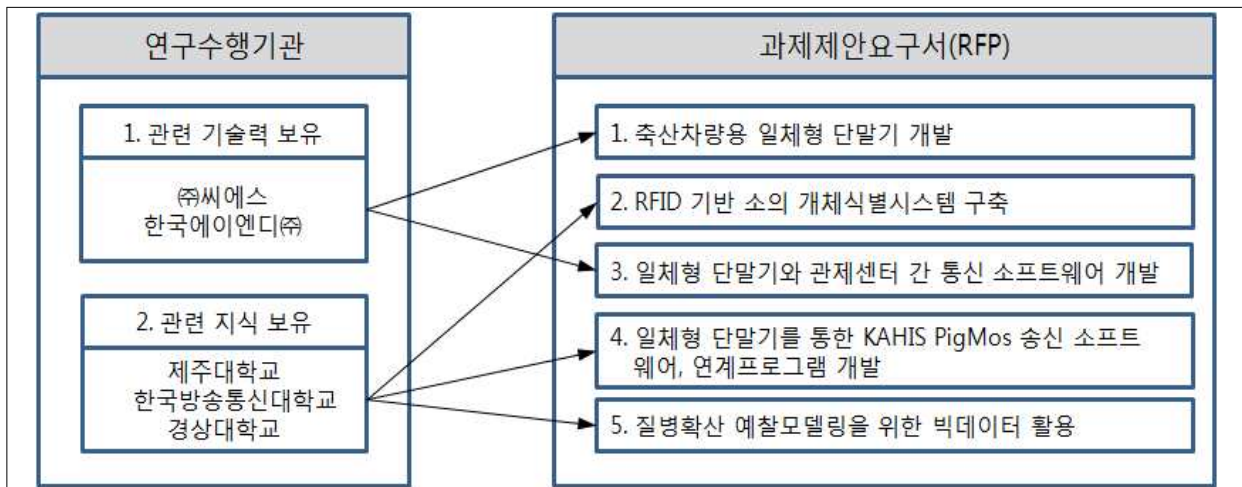 연구수행기관
1. 관련 기술력 보유
㈜씨에스
한국에이엔디㈜
2. 관련 지식 보유
제주대학교
한국방송통신대학교
경상대학교
과제제안요구서(RFP)
1. 축산차량용 일체형 단말기 개발
2. RFID 기반 소의 개체식별시스템 구축
3. 일체형 단말기와 관제센터 간 통신 소프트웨어 개발
4. 일체형 단말기를 통한 KAHIS PigMos 송신 소프트
웨어, 연계프로그램 개발
5. 질병확산 예찰모델링을 위한 빅데이터 활용